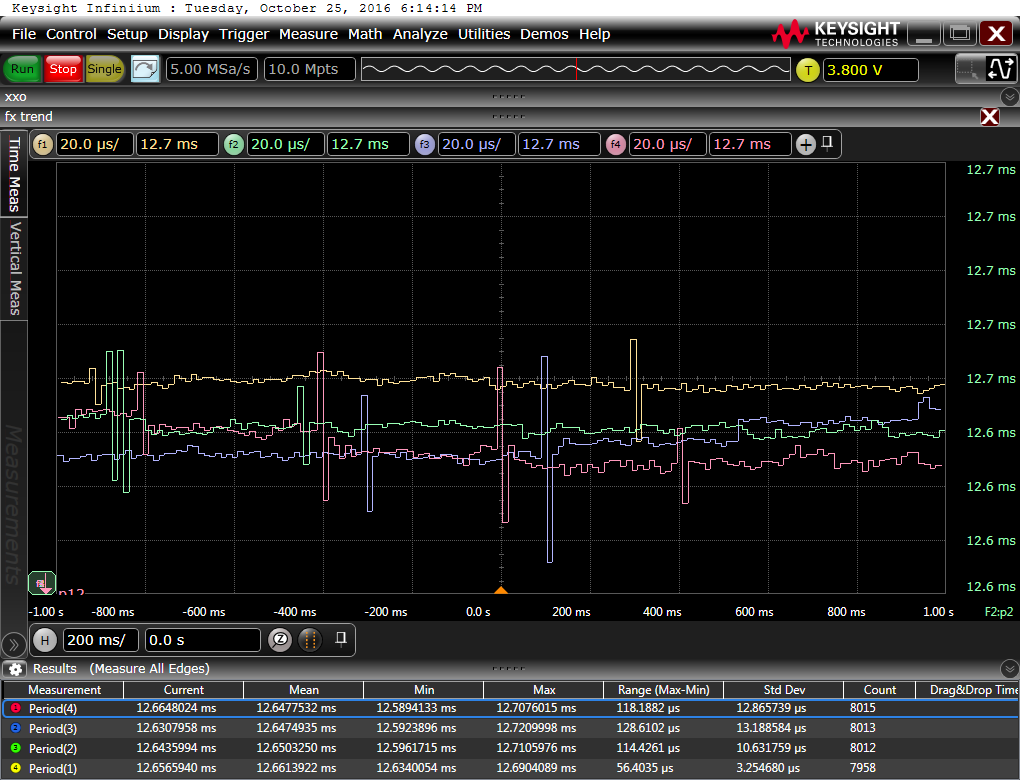 Keysight Infiniium : Tuesday, October 25, 2016 6:14:14 PM
File Control Setup Display Trigger Measure Math Analyze Utilities Demos Help
KEYSIGHT
TECHNOLOGIES
Run Stop Single 5.00 MSa/s 10.0 Mpts T 3.800 V
xxo
fx trend
f1 20.0 µs/ 12.7 ms f2 20.0 µs/ 12.7 ms f3 20.0 µs/ 12.7 ms f4 20.0 µs/ 12.7 ms
Time Meas
Vertical Meas
Measurements
12.7 ms
12.7 ms
12.7 ms
12.7 ms
12.7 ms
12.6 ms
12.6 ms
12.6 ms
12.6 ms
-1.00 s -800 ms -600 ms -400 ms -200 ms 0.0 s 200 ms 400 ms 600 ms 800 ms 1.00 s F2:p2
H 200 ms/ 0.0 s Z
Results (Measure All Edges)
Measurement Current Mean Min Max Range (Max-Min) Std Dev Count Drag&Drop Time
1 Period(4) 12.6648024 ms 12.6477532 ms 12.5894133 ms 12.7076015 ms 118.1882 µs 12.865739 µs 8015
2 Period(3) 12.6307958 ms 12.6474935 ms 12.5923896 ms 12.7209998 ms 128.6102 µs 13.188584 µs 8013
3 Period(2) 12.6435994 ms 12.6503250 ms 12.5961715 ms 12.7105976 ms 114.4261 µs 10.631759 µs 8012
4 Period(1) 12.6565940 ms 12.6613922 ms 12.6340054 ms 12.6904089 ms 56.4035 µs 3.254680 µs 7958